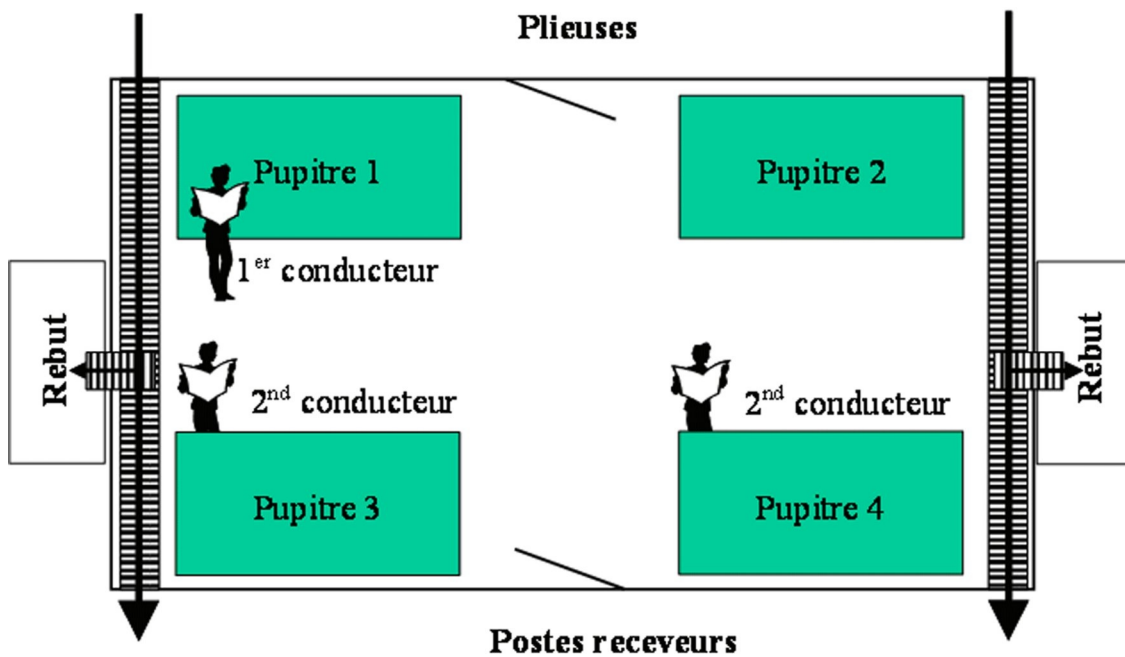 Plieuses
Pupitre 1
Pupitre 2
1er conducteur
Rebut
Rebut
2nd conducteur
2nd conducteur
Pupitre 3
Pupitre 4
Postes receveurs